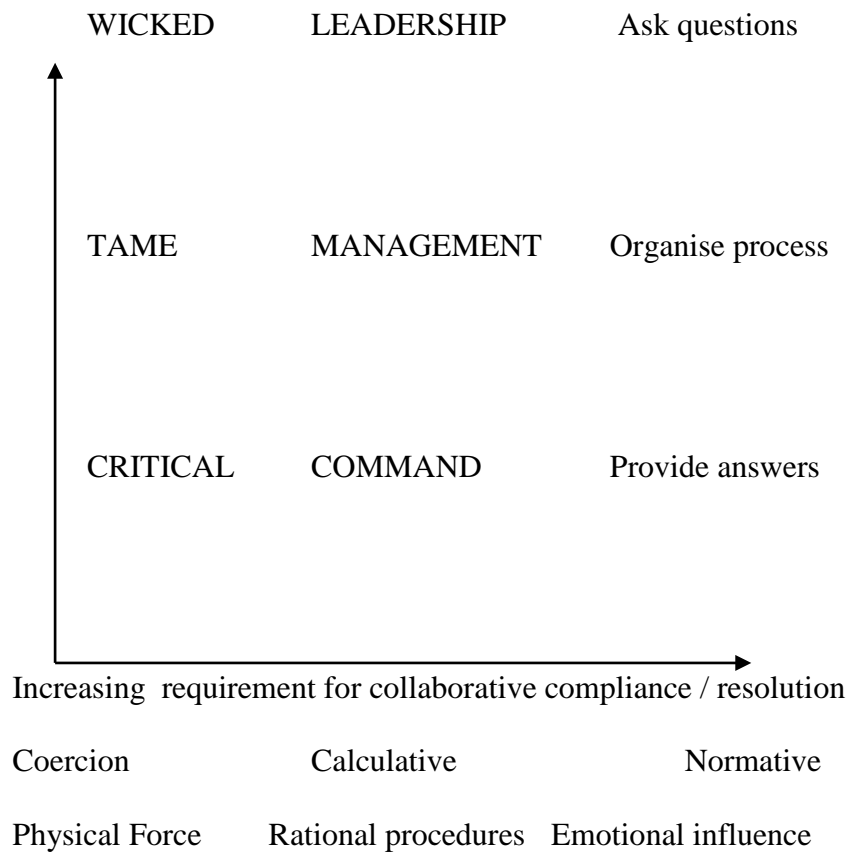 WICKED LEADERSHIP Ask questions
TAME MANAGEMENT Organise process
CRITICAL COMMAND Provide answers
Increasing requirement for collaborative compliance / resolution
Coercion Calculative Normative
Physical Force Rational procedures Emotional influence